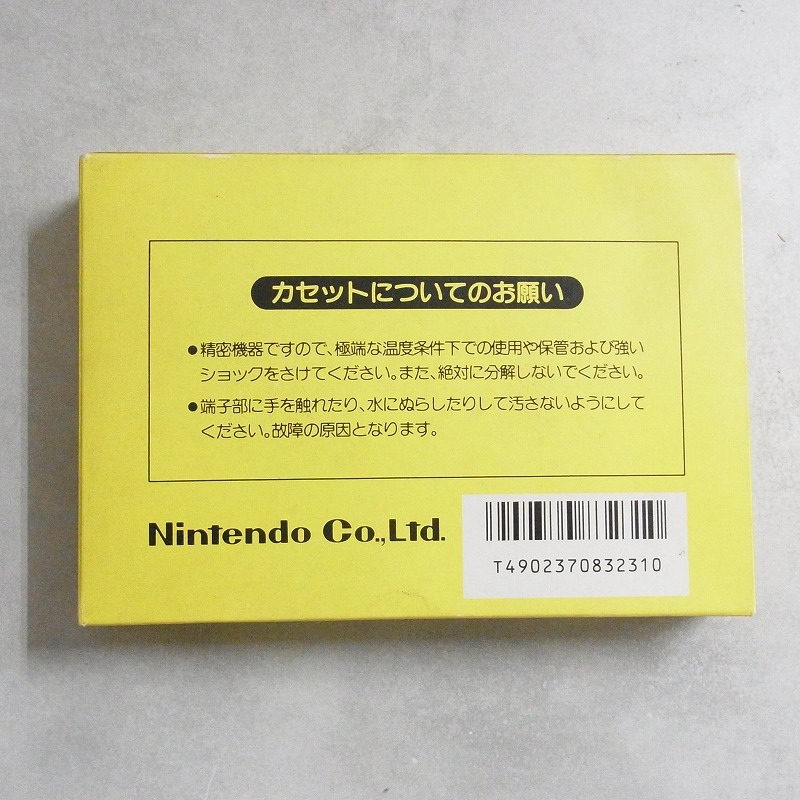 カセットについてのお願い
●精密機器ですので、極端な温度条件下での使用や保管および強い
ショックをさけてください。また、絶対に分解しないでください。
●端子部に手を触れたり、水にぬらしたりして汚さないようにして
ください。故障の原因となります。
Nintendo Co.,Ltd.
T4902370832310